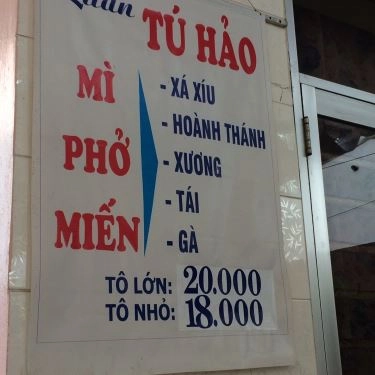 Quán
TÚ HẢO
MÌ
PHỞ
MIẾN
- XÁ XÍU
- HOÀNH THÁNH
- XƯƠNG
- TÁI
- GÀ
TÔ LỚN: 20.000
TÔ NHỎ: 18.000